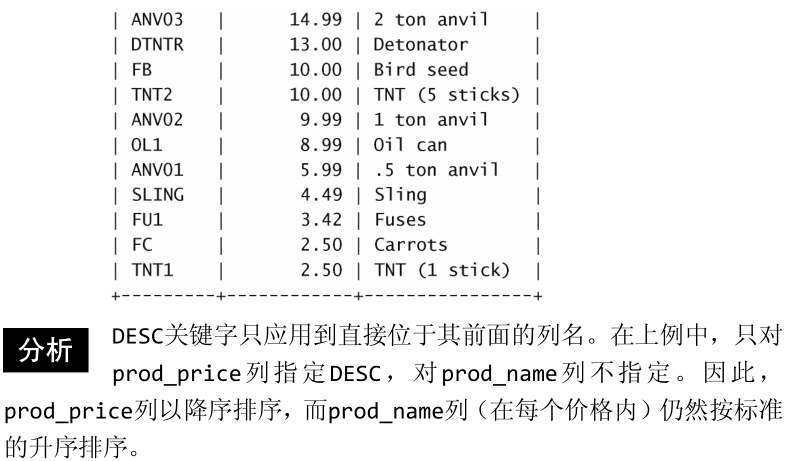 | ANV03   |      14.99 | 2 ton anvil    |
| DTNTR   |      13.00 | Detonator      |
| FB      |      10.00 | Bird seed      |
| TNT2    |      10.00 | TNT (5 sticks) |
| ANV02   |       9.99 | 1 ton anvil    |
| OL1     |       8.99 | Oil can        |
| ANV01   |       5.99 | .5 ton anvil   |
| SLING   |       4.49 | Sling          |
| FU1     |       3.42 | Fuses          |
| FC      |       2.50 | Carrots        |
| TNT1    |       2.50 | TNT (1 stick)  |
+---------+------------+----------------+
分析 DESC关键字只应用到直接位于其前面的列名。在上例中，只对
prod_price列指定DESC，对prod_name列不指定。因此，
prod_price列以降序排序，而prod_name列（在每个价格内）仍然按标准
的升序排序。